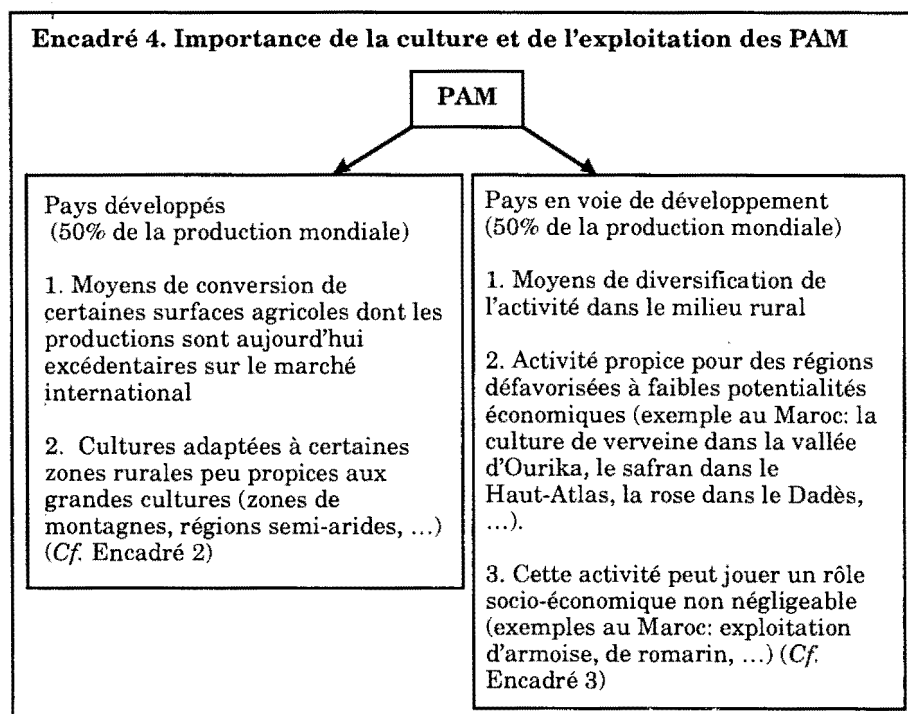 Encadré 4. Importance de la culture et de l'exploitation des PAM
PAM
Pays développés
(50% de la production mondiale)
1. Moyens de conversion de
certaines surfaces agricoles dont les
productions sont aujourd'hui
excédentaires sur le marché
international
2. Cultures adaptées à certaines
zones rurales peu propices aux
grandes cultures (zones de
montagnes, régions semi-arides, ...)
(Cf. Encadré 2)
Pays en voie de développement
(50% de la production mondiale)
1. Moyens de diversification de
l'activité dans le milieu rural
2. Activité propice pour des régions
défavorisées à faibles potentialités
économiques (exemple au Maroc: la
culture de verveine dans la vallée
d'Ourika, le safran dans le
Haut-Atlas, la rose dans le Dadès,
...).
3. Cette activité peut jouer un rôle
socio-économique non négligeable
(exemples au Maroc: exploitation
d'armoise, de romarin, ...) (Cf.
Encadré 3)